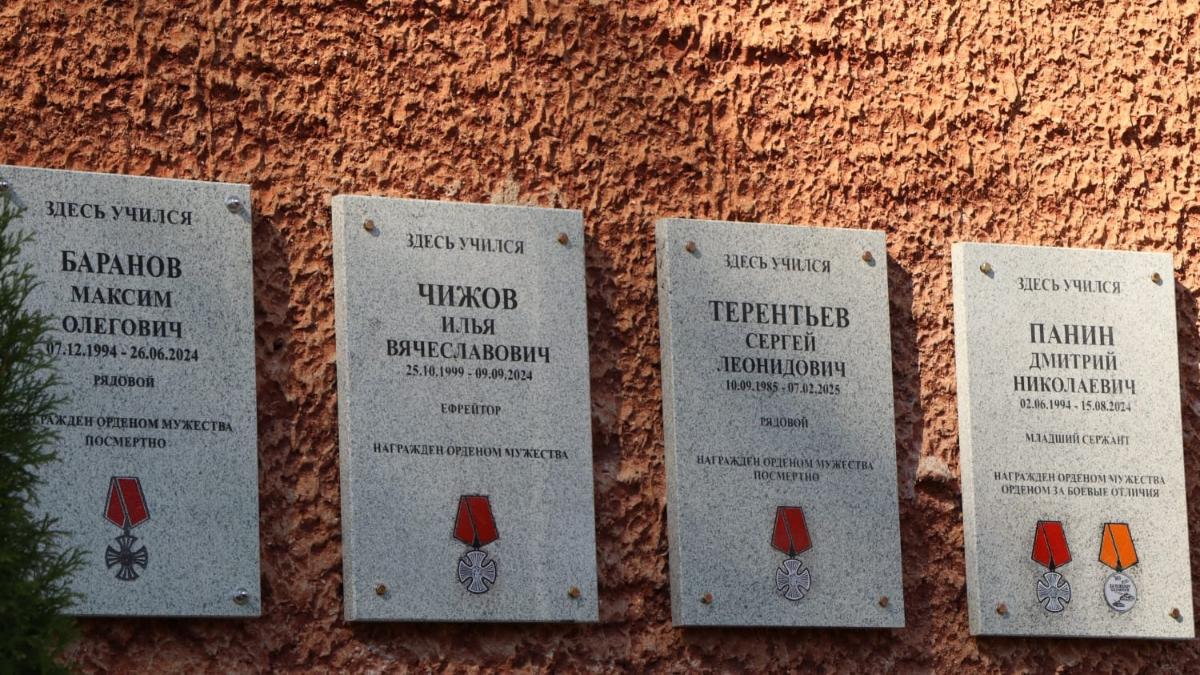 ЗДЕСЬ УЧИЛСЯ
БАРАНОВ
МАКСИМ
ОЛЕГОВИЧ
07.12.1994 - 26.06.2024
РЯДОВОЙ
НАГРАЖДЕН ОРДЕНОМ МУЖЕСТВА
ПОСМЕРТНО
ЗДЕСЬ УЧИЛСЯ
ЧИЖОВ
ИЛЬЯ
ВЯЧЕСЛАВОВИЧ
25.10.1999 - 09.09.2024
ЕФРЕЙТОР
НАГРАЖДЕН ОРДЕНОМ МУЖЕСТВА
ЗДЕСЬ УЧИЛСЯ
ТЕРЕНТЬЕВ
СЕРГЕЙ
ЛЕОНИДОВИЧ
10.09.1985 - 07.02.2025
РЯДОВОЙ
НАГРАЖДЕН ОРДЕНОМ МУЖЕСТВА
ПОСМЕРТНО
ЗДЕСЬ УЧИЛСЯ
ПАНИН
ДМИТРИЙ
НИКОЛАЕВИЧ
02.06.1994 - 15.08.2024
МЛАДШИЙ СЕРЖАНТ
НАГРАЖДЕН ОРДЕНОМ МУЖЕСТВА
ОРДЕНОМ ЗА БОЕВЫЕ ОТЛИЧИЯ